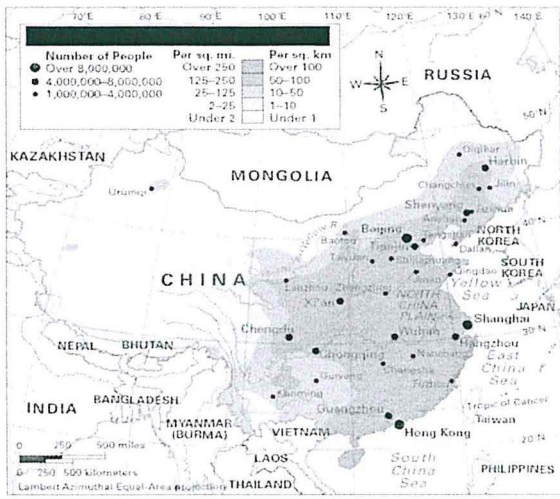 70°E 80°E 90°E 100°E 110°E 120°E 130°E 140°E
Number of People
Over 8,000,000
4,000,000–8,000,000
1,000,000–4,000,000
Per sq. mi. Per sq. km
Over 250 Over 100
125–250 50–100
25–125 10–50
2–25 1–10
Under 2 Under 1
N
W E
S
RUSSIA
50°N
KAZAKHSTAN
MONGOLIA
Qiqihar
Harbin
Changchun Jilin
Urumqi
Shenyang Fushun
Anshan
40°N
Beijing Tangshan
NORTH KOREA
Baotou
Tianjin
Dalian
Taiyuan Shijiazhuang
SOUTH KOREA
Jinan Qingdao
Yellow Sea
CHINA
Lanzhou Zhengzhou
NORTH CHINA PLAIN
JAPAN
Xi'an
Shanghai
30°N
Chengdu
Wuhan
Hangzhou
NEPAL BHUTAN
Chongqing
Nanchang
East China Sea
Changsha
Guiyang
Fuzhou
INDIA
BANGLADESH
Kunming
Tropic of Cancer
Taiwan
MYANMAR (BURMA)
Guangzhou
VIETNAM
Hong Kong
20°N
0 250 500 miles
0 250 500 kilometers
LAOS
South China Sea
PHILIPPINES
Lambert Azimuthal Equal-Area projection
THAILAND